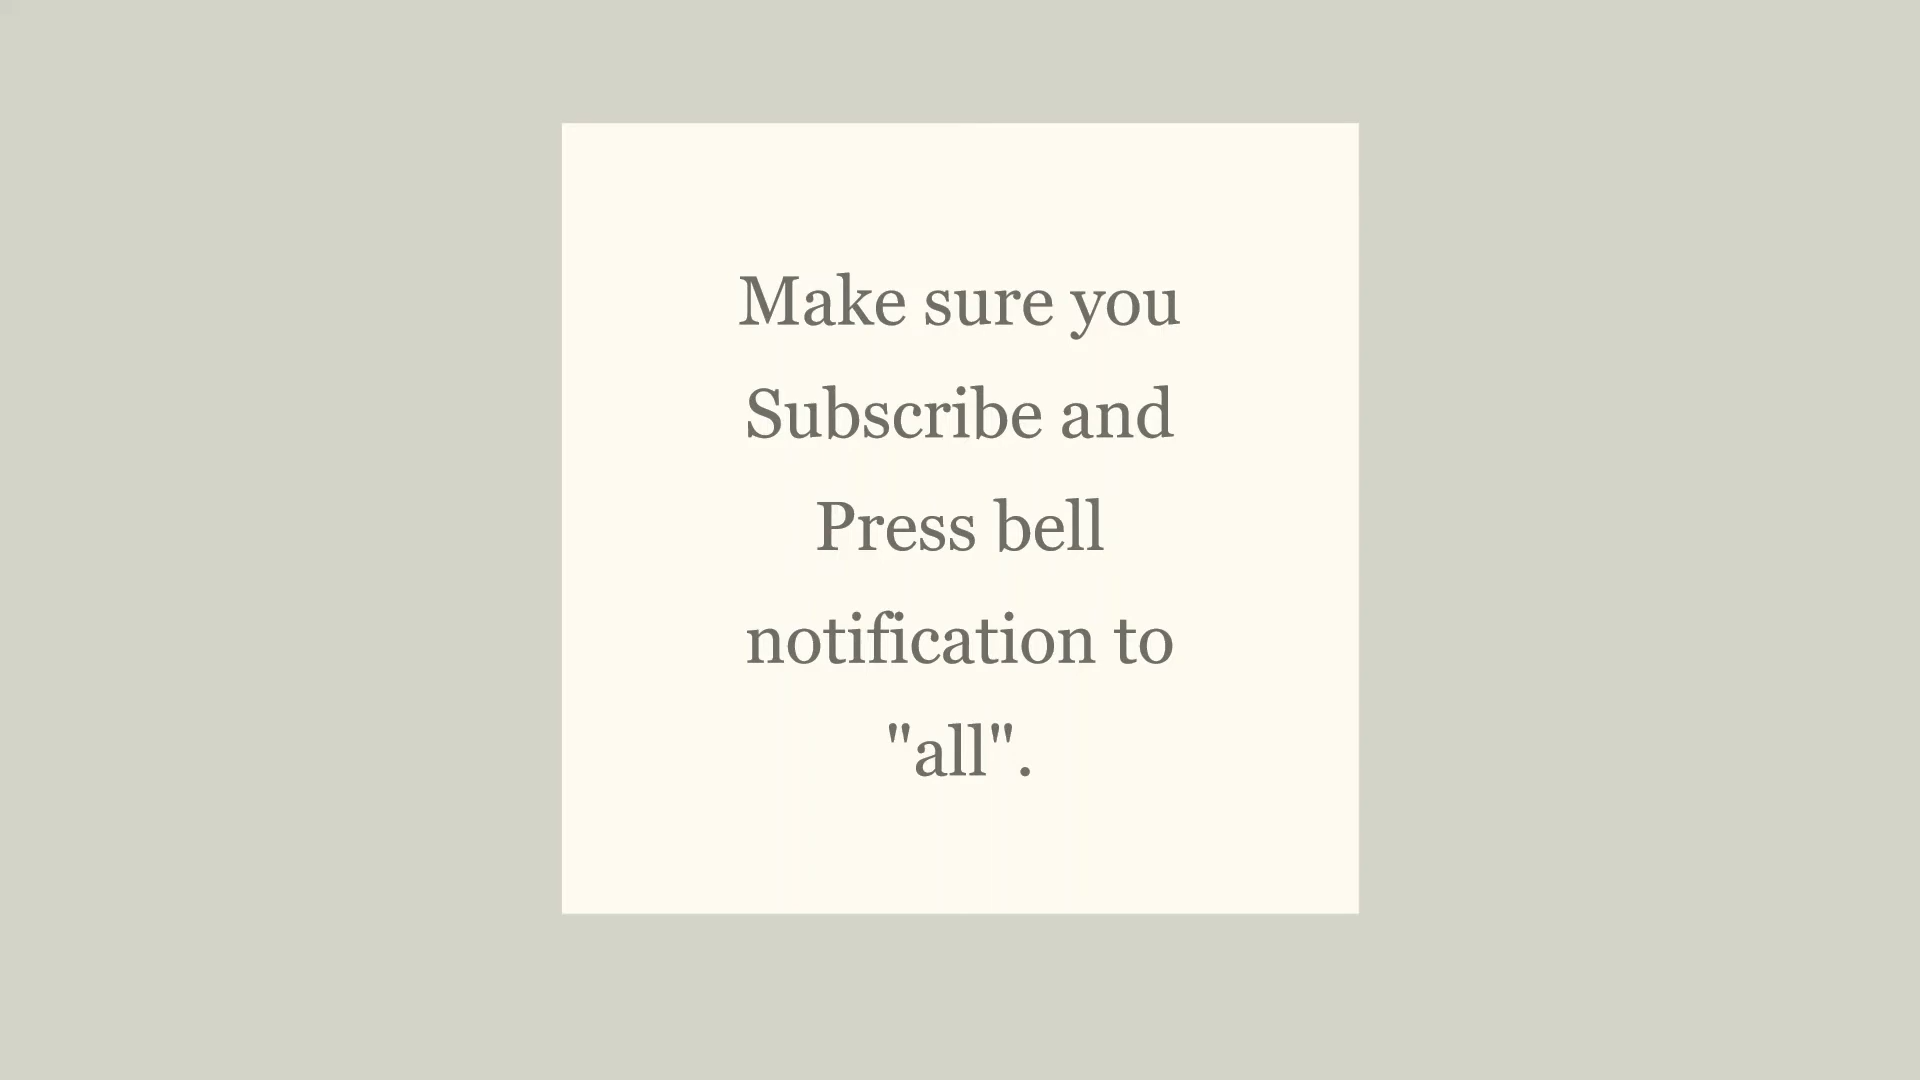 Make sure you
Subscribe and
Press bell
notification to
"all".